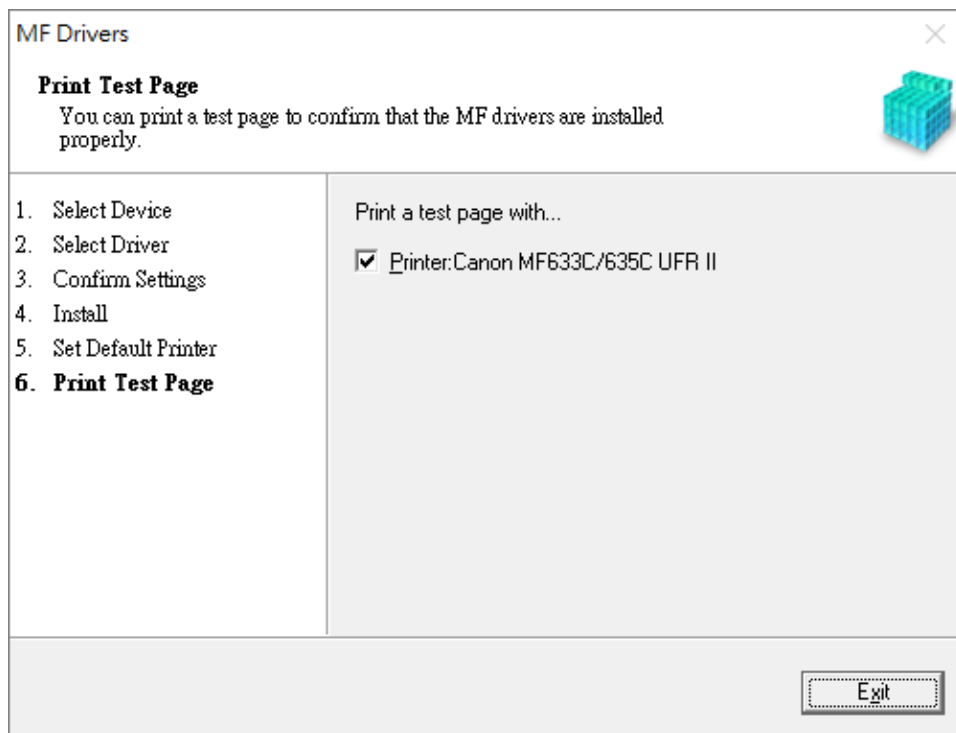 MF Drivers
Print Test Page
You can print a test page to confirm that the MF drivers are installed
properly.
1. Select Device
2. Select Driver
3. Confirm Settings
4. Install
5. Set Default Printer
6. Print Test Page
Print a test page with...
Printer:Canon MF633C/635C UFR II
Exit